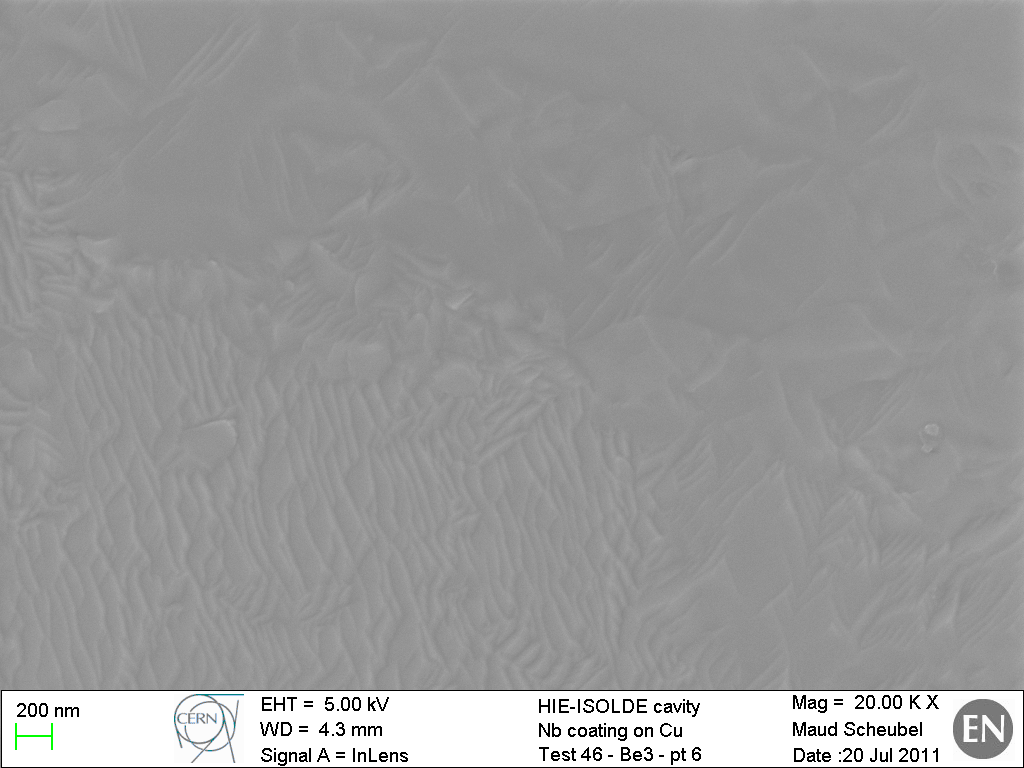 200 nm
CERN
EHT = 5.00 kV
WD = 4.3 mm
Signal A = InLens
HIE-ISOLDE cavity
Nb coating on Cu
Test 46 - Be3 - pt 6
Mag = 20.00 K X
Maud Scheubel
Date :20 Jul 2011
EN